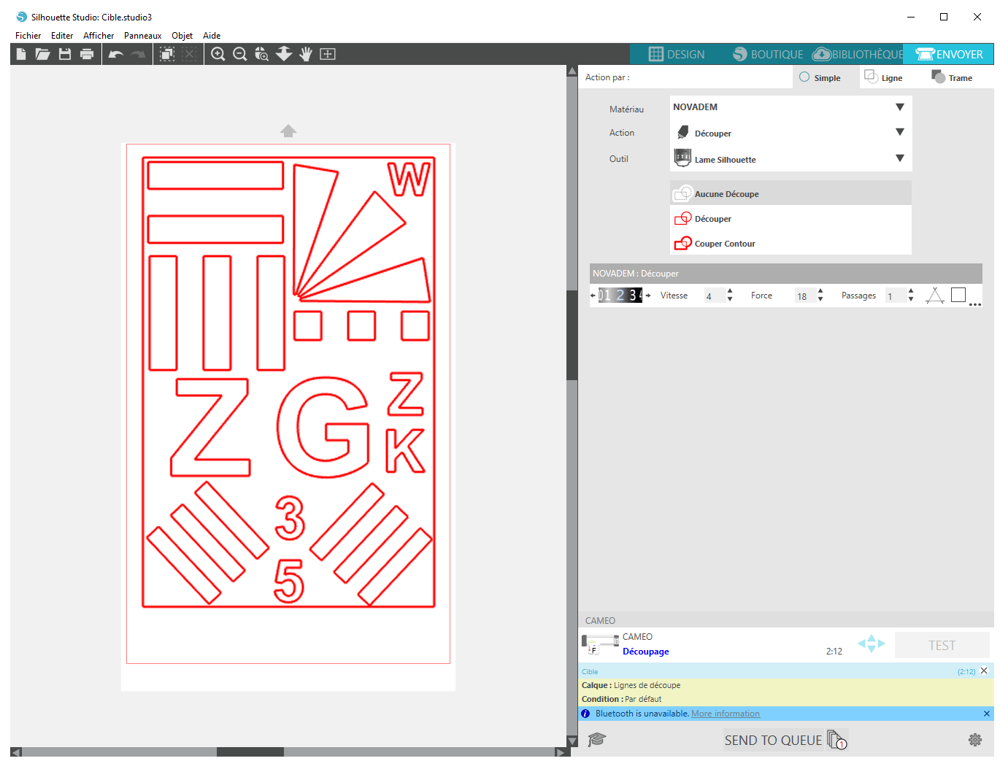 Silhouette Studio: Cible.studio3
Fichier Editer Afficher Panneaux Objet Aide
DESIGN BOUTIQUE BIBLIOTHÈQUE ENVOYER
Action par : Simple Ligne Trame
Matériau NOVADEM
Action Découper
Outil Lame Silhouette
Aucune Découpe
Découper
Couper Contour
NOVADEM : Découper
01 2 3 4 Vitesse 4 Force 18 Passages 1
W
Z G Z
K
3
5
CAMEO
CAMEO
Découpage 2:12 TEST
Cible (2:12)
Calque : Lignes de découpe
Condition : Par défaut
Bluetooth is unavailable. More information
SEND TO QUEUE 1